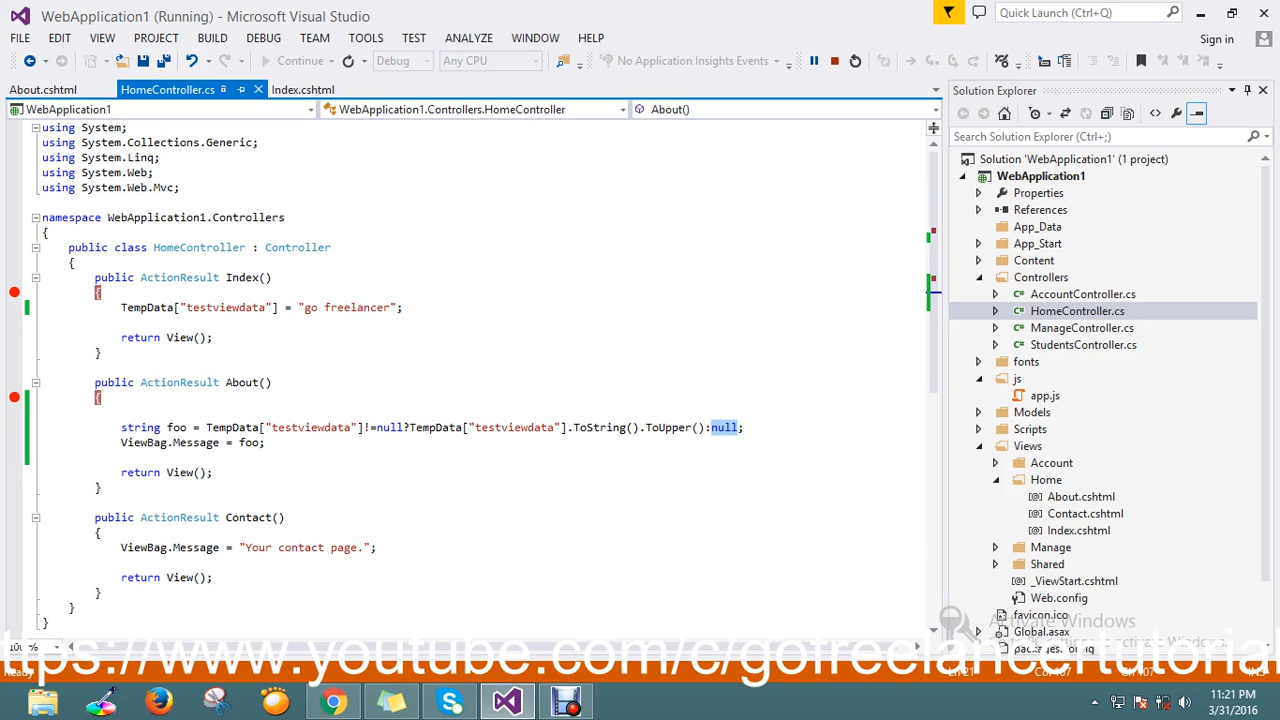 WebApplication1 (Running) - Microsoft Visual Studio
Quick Launch (Ctrl+Q)
FILE EDIT VIEW PROJECT BUILD DEBUG TEAM TOOLS TEST ANALYZE WINDOW HELP
Sign in
Continue Debug Any CPU No Application Insights Events
About.cshtml HomeController.cs Index.cshtml
WebApplication1 WebApplication1.Controllers.HomeController About()
using System;
using System.Collections.Generic;
using System.Linq;
using System.Web;
using System.Web.Mvc;
namespace WebApplication1.Controllers
{
public class HomeController : Controller
{
public ActionResult Index()
{
TempData["testviewdata"] = "go freelancer";
return View();
}
public ActionResult About()
{
string foo = TempData["testviewdata"]!=null?TempData["testviewdata"].ToString().ToUpper():null;
ViewBag.Message = foo;
return View();
}
public ActionResult Contact()
{
ViewBag.Message = "Your contact page.";
return View();
}
}
}
Solution Explorer
Search Solution Explorer (Ctrl+;)
Solution 'WebApplication1' (1 project)
WebApplication1
Properties
References
App_Data
App_Start
Content
Controllers
AccountController.cs
HomeController.cs
ManageController.cs
StudentsController.cs
fonts
js
app.js
Models
Scripts
Views
Account
Home
About.cshtml
Contact.cshtml
Index.cshtml
Manage
Shared
_ViewStart.cshtml
Web.config
favicon.ico
Global.asax
packages.config
Activate Windows
100 %
ttps://www.youtube.com/c/gofreelancertutorial
Ready
11:21 PM
3/31/2016